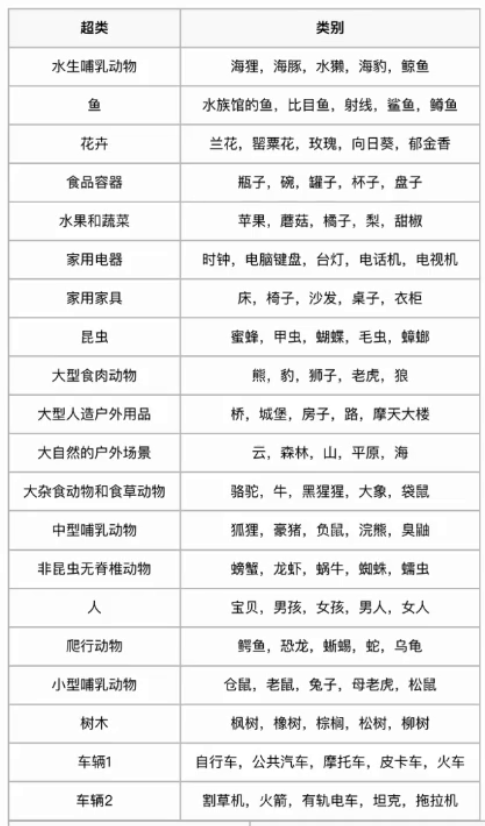 超类 类别
水生哺乳动物 海狸，海豚，水獭，海豹，鲸鱼
鱼 水族馆的鱼，比目鱼，射线，鲨鱼，鳟鱼
花卉 兰花，罂粟花，玫瑰，向日葵，郁金香
食品容器 瓶子，碗，罐子，杯子，盘子
水果和蔬菜 苹果，蘑菇，橘子，梨，甜椒
家用电器 时钟，电脑键盘，台灯，电话机，电视机
家用家具 床，椅子，沙发，桌子，衣柜
昆虫 蜜蜂，甲虫，蝴蝶，毛虫，蟑螂
大型食肉动物 熊，豹，狮子，老虎，狼
大型人造户外用品 桥，城堡，房子，路，摩天大楼
大自然的户外场景 云，森林，山，平原，海
大杂食动物和食草动物 骆驼，牛，黑猩猩，大象，袋鼠
中型哺乳动物 狐狸，豪猪，负鼠，浣熊，臭鼬
非昆虫无脊椎动物 螃蟹，龙虾，蜗牛，蜘蛛，蠕虫
人 宝贝，男孩，女孩，男人，女人
爬行动物 鳄鱼，恐龙，蜥蜴，蛇，乌龟
小型哺乳动物 仓鼠，老鼠，兔子，母老虎，松鼠
树木 枫树，橡树，棕榈，松树，柳树
车辆1 自行车，公共汽车，摩托车，皮卡车，火车
车辆2 割草机，火箭，有轨电车，坦克，拖拉机